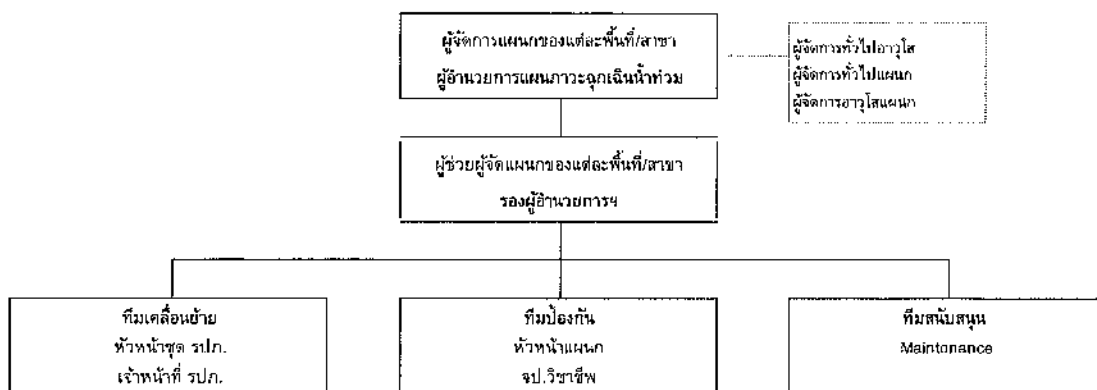 ผู้จัดการแผนกของแต่ละพื้นที่/สาขา
ผู้อำนวยการแผนภาวะฉุกเฉินน้ำท่วม
ผู้จัดการทั่วไปอาวุโส
ผู้จัดการทั่วไปแผนก
ผู้จัดการอาวุโสแผนก
ผู้ช่วยผู้จัดแผนกของแต่ละพื้นที่/สาขา
รองผู้อำนวยการฯ
ทีมเคลื่อนย้าย
หัวหน้าชุด รปภ.
เจ้าหน้าที่ รปภ.
ทีมป้องกัน
หัวหน้าแผนก
จป.วิชาชีพ
ทีมสนับสนุน
Maintonance